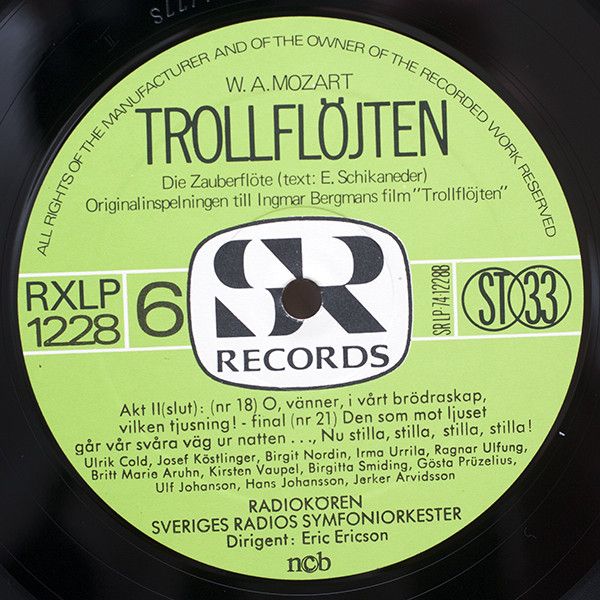 ALL RIGHTS OF THE MANUFACTURER AND OF THE OWNER OF THE RECORDED WORK RESERVED
W. A. MOZART
TROLLFLÖJTEN
Die Zauberflöte (text: E. Schikaneder)
Originalinspelningen till Ingmar Bergmans film "Trollflöjten"
RXLP
1228
6
SR
RECORDS
SRLP 741228B
ST 33
Akt II(slut): (nr 18) O, vänner, i vårt brödraskap,
vilken tjusning! - final (nr 21) Den som mot ljuset
går vår svåra väg ur natten ..., Nu stilla, stilla, stilla, stilla!
Ulrik Cold, Josef Köstlinger, Birgit Nordin, Irma Urrila, Ragnar Ulfung,
Britt Marie Aruhn, Kirsten Vaupel, Birgitta Smiding, Gösta Prüzelius,
Ulf Johanson, Hans Johansson, Jerker Arvidsson
RADIOKÖREN
SVERIGES RADIOS SYMFONIORKESTER
Dirigent: Eric Ericson
ncb